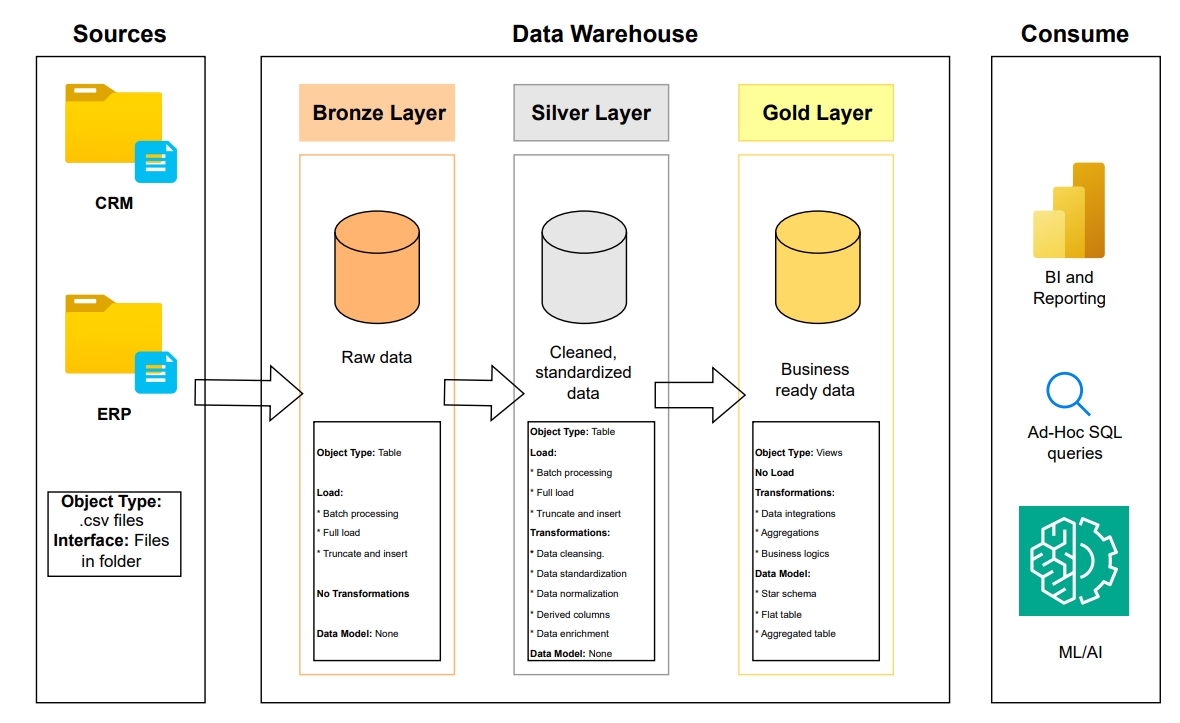 Sources
Data Warehouse
Consume
CRM
ERP
Object Type:
.csv files
Interface: Files
in folder
Bronze Layer
Raw data
Object Type: Table
Load:
* Batch processing
* Full load
* Truncate and insert
No Transformations
Data Model: None
Silver Layer
Cleaned,
standardized
data
Object Type: Table
Load:
* Batch processing
* Full load
* Truncate and insert
Transformations:
* Data cleansing.
* Data standardization
* Data normalization
* Derived columns
* Data enrichment
Data Model: None
Gold Layer
Business
ready data
Object Type: Views
No Load
Transformations:
* Data integrations
* Aggregations
* Business logics
Data Model:
* Star schema
* Flat table
* Aggregated table
BI and
Reporting
Ad-Hoc SQL
queries
ML/AI